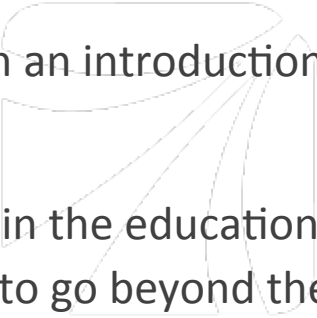 an introduction
in the education
to go beyond the